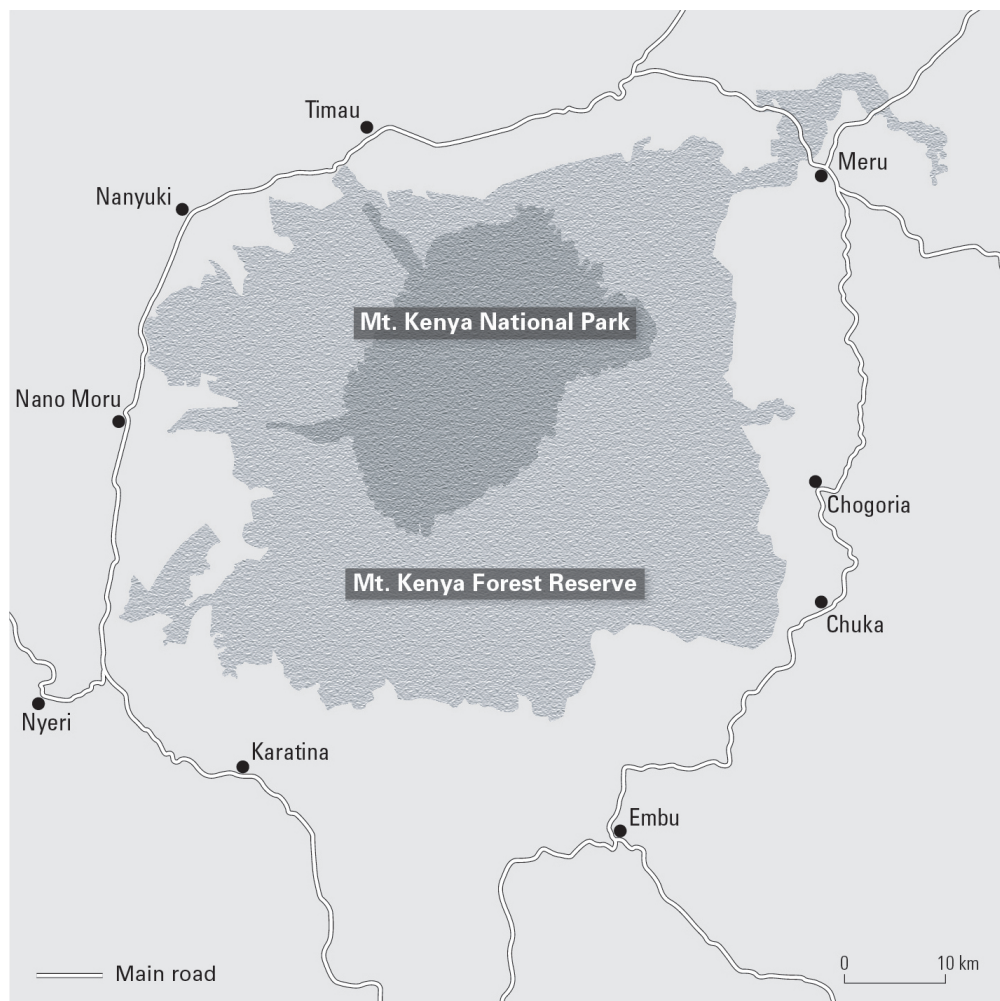 Timau
Meru
Nanyuki
Mt. Kenya National Park
Nano Moru
Chogoria
Mt. Kenya Forest Reserve
Chuka
Nyeri
Karatina
Embu
Main road
0 10 km